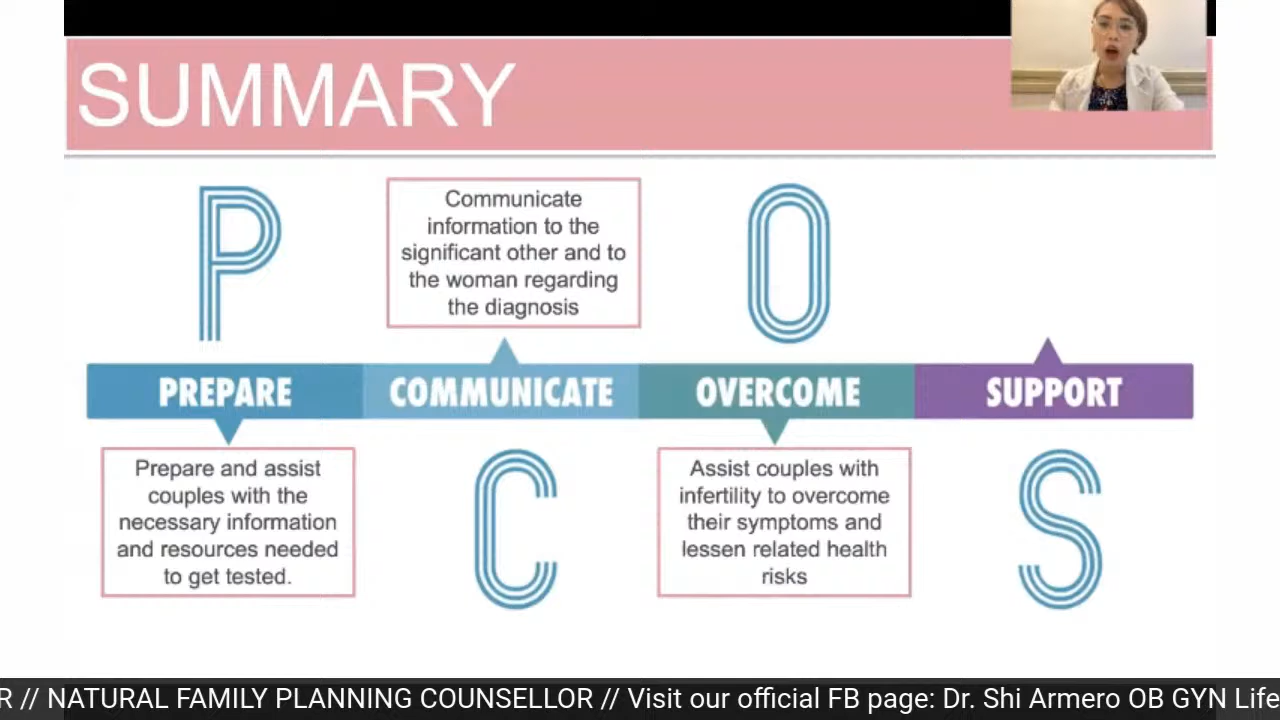 SUMMARY
P
Communicate
information to the
significant other and to
the woman regarding
the diagnosis
O
PREPARE
COMMUNICATE
OVERCOME
SUPPORT
Prepare and assist
couples with the
necessary information
and resources needed
to get tested.
C
Assist couples with
infertility to overcome
their symptoms and
lessen related health
risks
S
R // NATURAL FAMILY PLANNING COUNSELLOR // Visit our official FB page: Dr. Shi Armero OB GYN Life